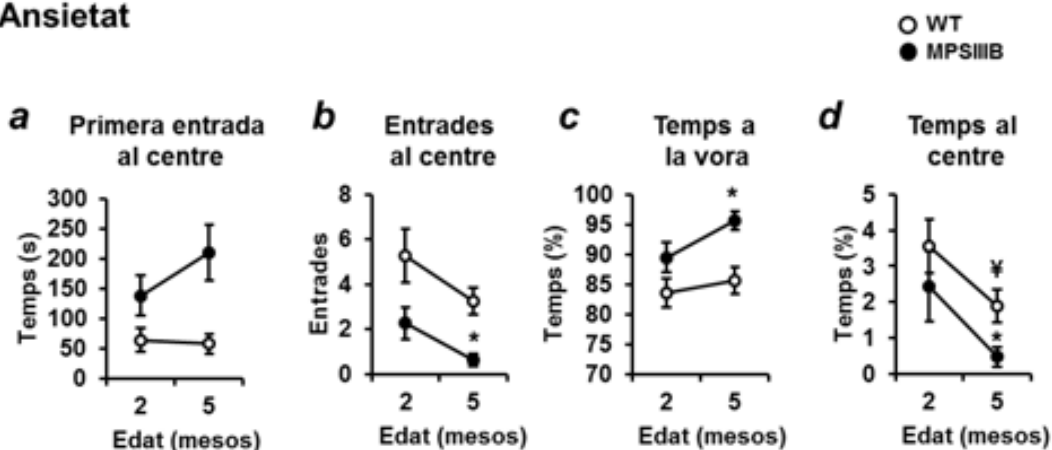 Ansietat
WT
MPSIIIB
a
Primera entrada
al centre
b
Entrades
al centre
c
Temps a
la vora
d
Temps al
centre
Temps (s)
300
250
200
150
100
50
0
2
5
Edat (mesos)
Entrades
8
6
4
2
0
*
2
5
Edat (mesos)
Temps (%)
100
95
90
85
80
75
70
*
2
5
Edat (mesos)
Temps (%)
5
4
3
2
1
0
¥
*
2
5
Edat (mesos)